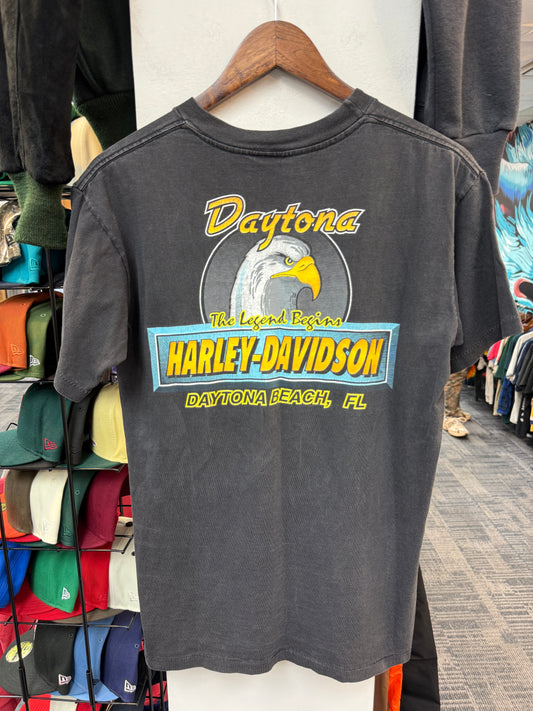 Daytona
The Legend Begins
HARLEY-DAVIDSON
DAYTONA BEACH, FL